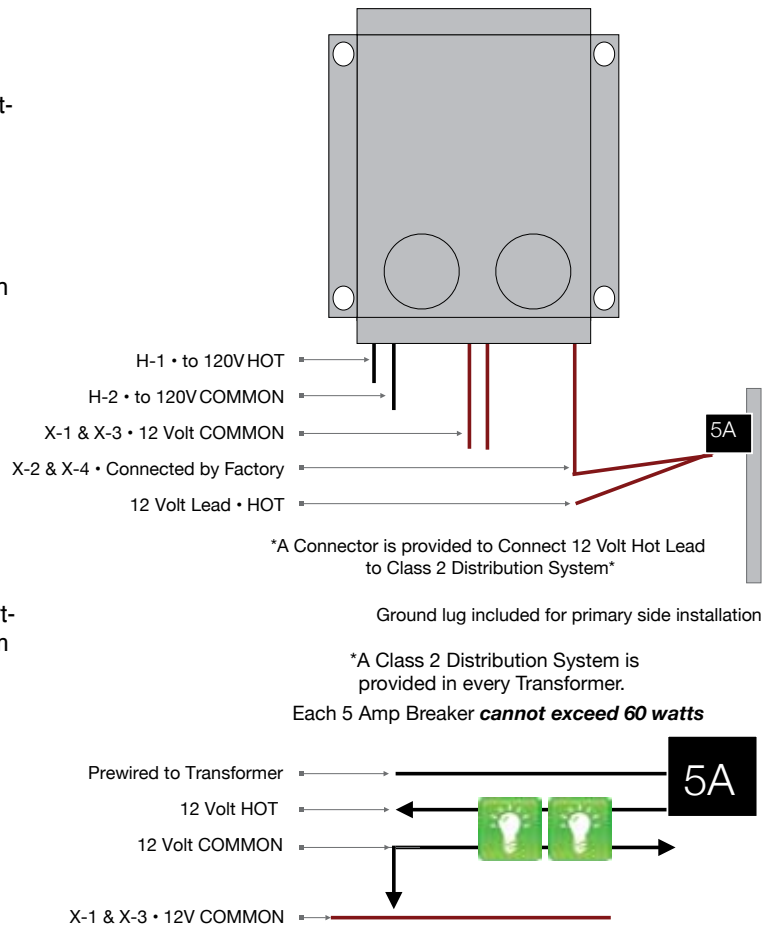 t-
n
H-1 • to 120V HOT
H-2 • to 120V COMMON
X-1 & X-3 • 12 Volt COMMON
5A
X-2 & X-4 • Connected by Factory
12 Volt Lead • HOT
*A Connector is provided to Connect 12 Volt Hot Lead
to Class 2 Distribution System*
t-
Ground lug included for primary side installation
n
*A Class 2 Distribution System is
provided in every Transformer.
Each 5 Amp Breaker cannot exceed 60 watts
Prewired to Transformer
5A
12 Volt HOT
12 Volt COMMON
X-1 & X-3 • 12V COMMON